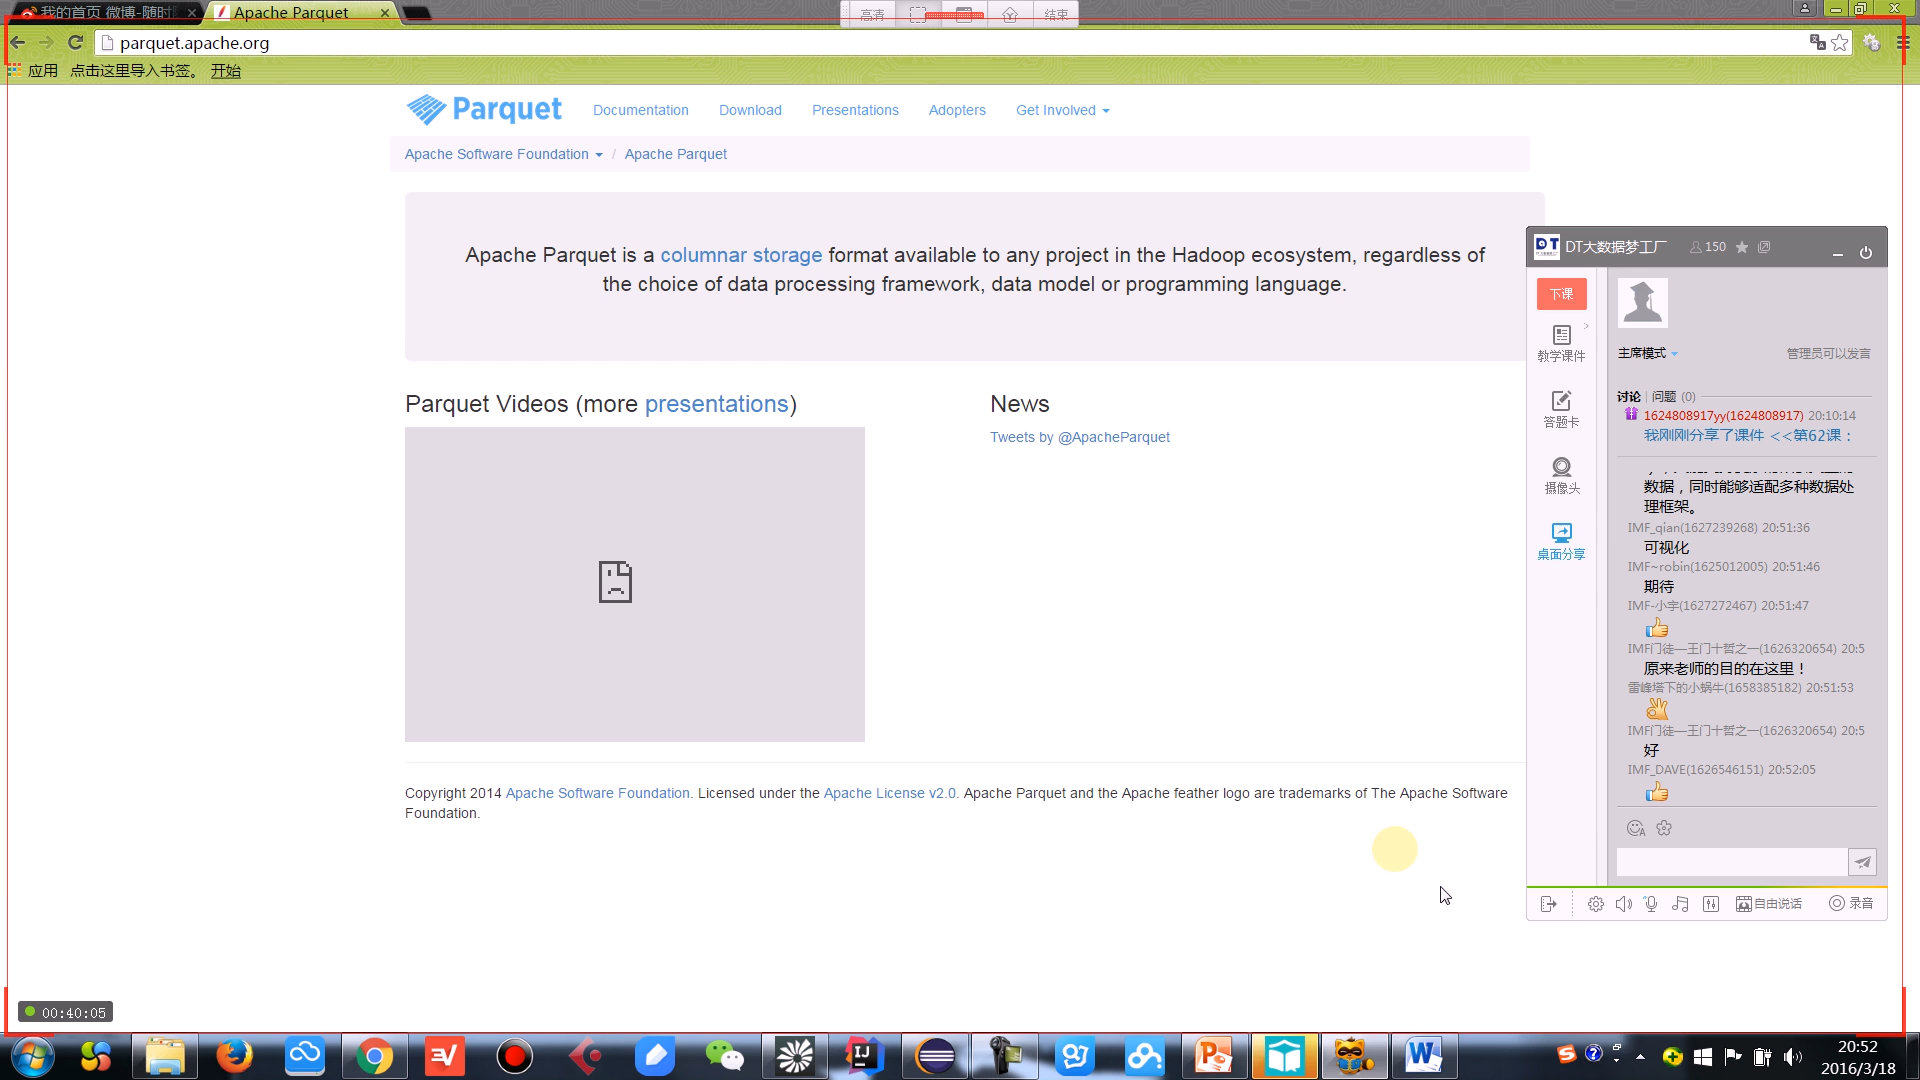 我的首页 微博-随时
Apache Parquet
高清
结束
parquet.apache.org
应用 点击这里导入书签。 开始
Parquet
Documentation Download Presentations Adopters Get Involved
Apache Software Foundation / Apache Parquet
Apache Parquet is a columnar storage format available to any project in the Hadoop ecosystem, regardless of
the choice of data processing framework, data model or programming language.
Parquet Videos (more presentations)
News
Tweets by @ApacheParquet
Copyright 2014 Apache Software Foundation. Licensed under the Apache License v2.0. Apache Parquet and the Apache feather logo are trademarks of The Apache Software
Foundation.
DT大数据梦工厂 150
下课
教学课件
答题卡
摄像头
桌面分享
主席模式 管理员可以发言
讨论 | 问题 (0)
1624808917yy(1624808917) 20:10:14
我刚刚分享了课件 <<第62课：
数据，同时能够适配多种数据处
理框架。
IMF_qian(1627239268) 20:51:36
可视化
IMF~robin(1625012005) 20:51:46
期待
IMF-小宇(1627272467) 20:51:47
IMF门徒—王门十哲之一(1626320654) 20:5
原来老师的目的在这里！
雷峰塔下的小蜗牛(1658385182) 20:51:53
IMF门徒—王门十哲之一(1626320654) 20:5
好
IMF_DAVE(1626546151) 20:52:05
自由说话 录音
00:40:05
20:52
2016/3/18